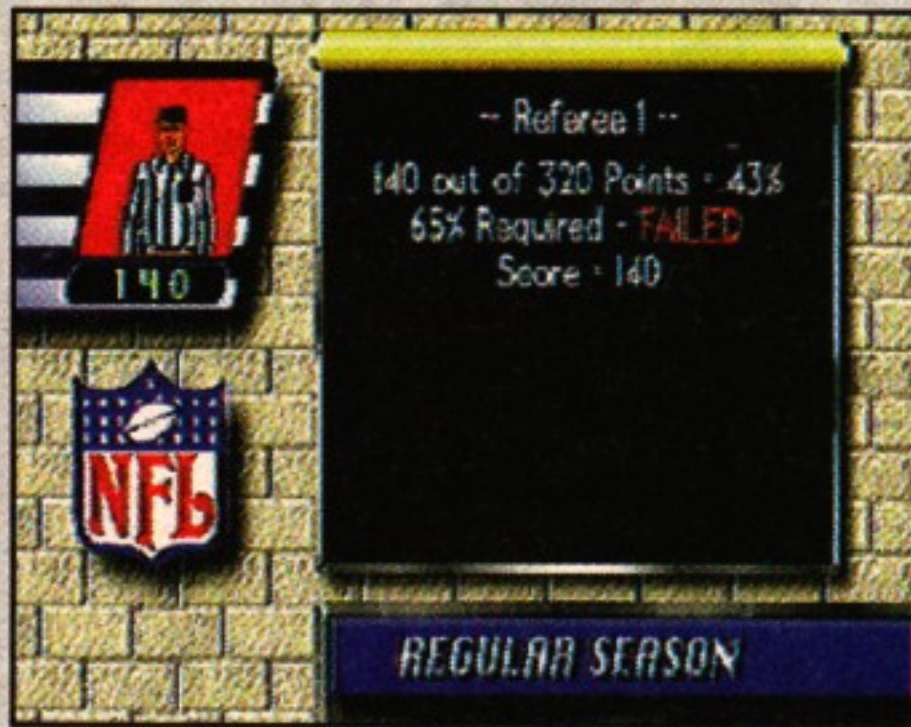 -- Referee 1 --
140 out of 320 Points - 43%
65% Required - FAILED
Score - 140
140
NFL
REGULAR SEASON